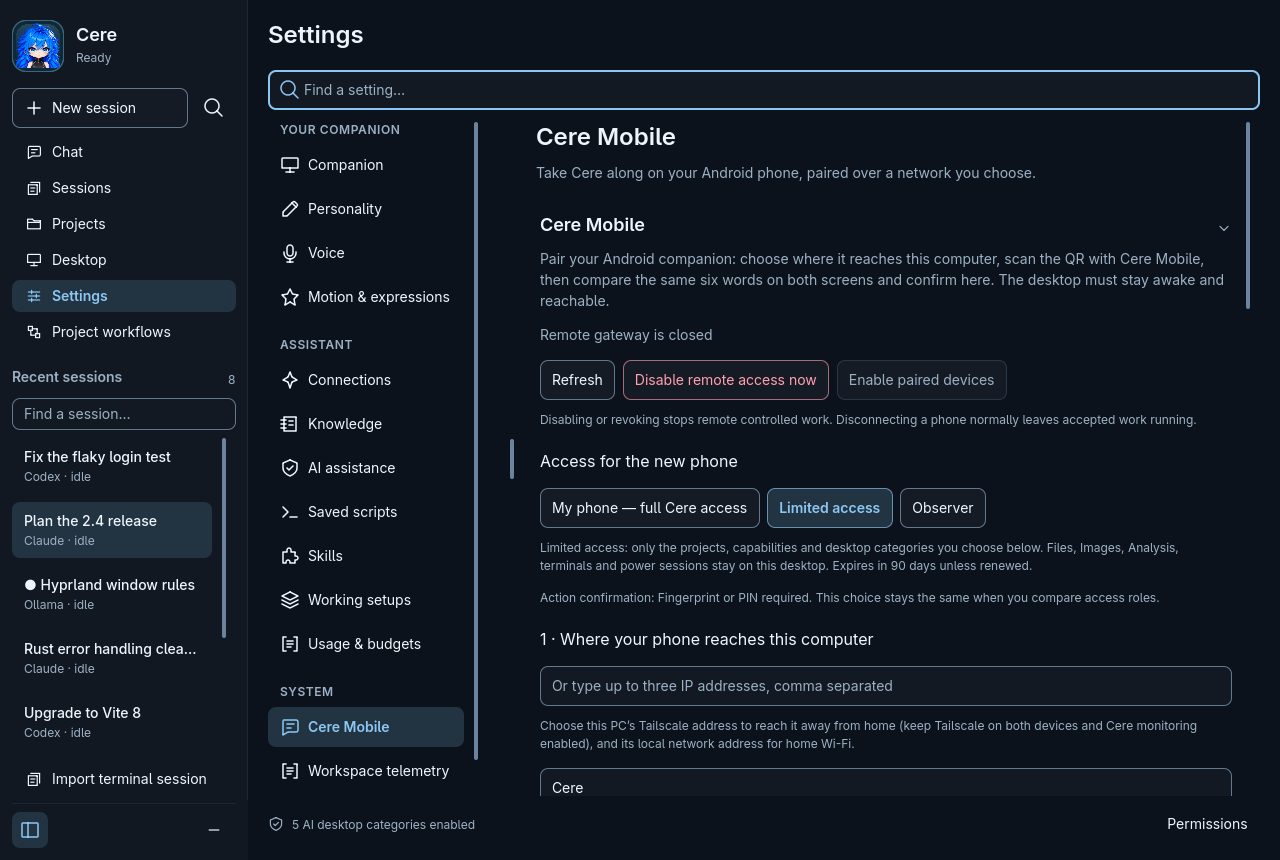 Cere
Ready
New session
Chat
Sessions
Projects
Desktop
Settings
Project workflows
Recent sessions
8
Find a session...
Fix the flaky login test
Codex · idle
Plan the 2.4 release
Claude · idle
● Hyprland window rules
Ollama · idle
Rust error handling clea...
Claude · idle
Upgrade to Vite 8
Codex · idle
Import terminal session
Settings
Find a setting...
YOUR COMPANION
Companion
Personality
Voice
Motion & expressions
ASSISTANT
Connections
Knowledge
AI assistance
Saved scripts
Skills
Working setups
Usage & budgets
SYSTEM
Cere Mobile
Workspace telemetry
Cere Mobile
Take Cere along on your Android phone, paired over a network you choose.
Cere Mobile
Pair your Android companion: choose where it reaches this computer, scan the QR with Cere Mobile,
then compare the same six words on both screens and confirm here. The desktop must stay awake and
reachable.
Remote gateway is closed
Refresh
Disable remote access now
Enable paired devices
Disabling or revoking stops remote controlled work. Disconnecting a phone normally leaves accepted work running.
Access for the new phone
My phone — full Cere access
Limited access
Observer
Limited access: only the projects, capabilities and desktop categories you choose below. Files, Images, Analysis,
terminals and power sessions stay on this desktop. Expires in 90 days unless renewed.
Action confirmation: Fingerprint or PIN required. This choice stays the same when you compare access roles.
1 · Where your phone reaches this computer
Or type up to three IP addresses, comma separated
Choose this PC’s Tailscale address to reach it away from home (keep Tailscale on both devices and Cere monitoring
enabled), and its local network address for home Wi-Fi.
Cere
5 AI desktop categories enabled
Permissions